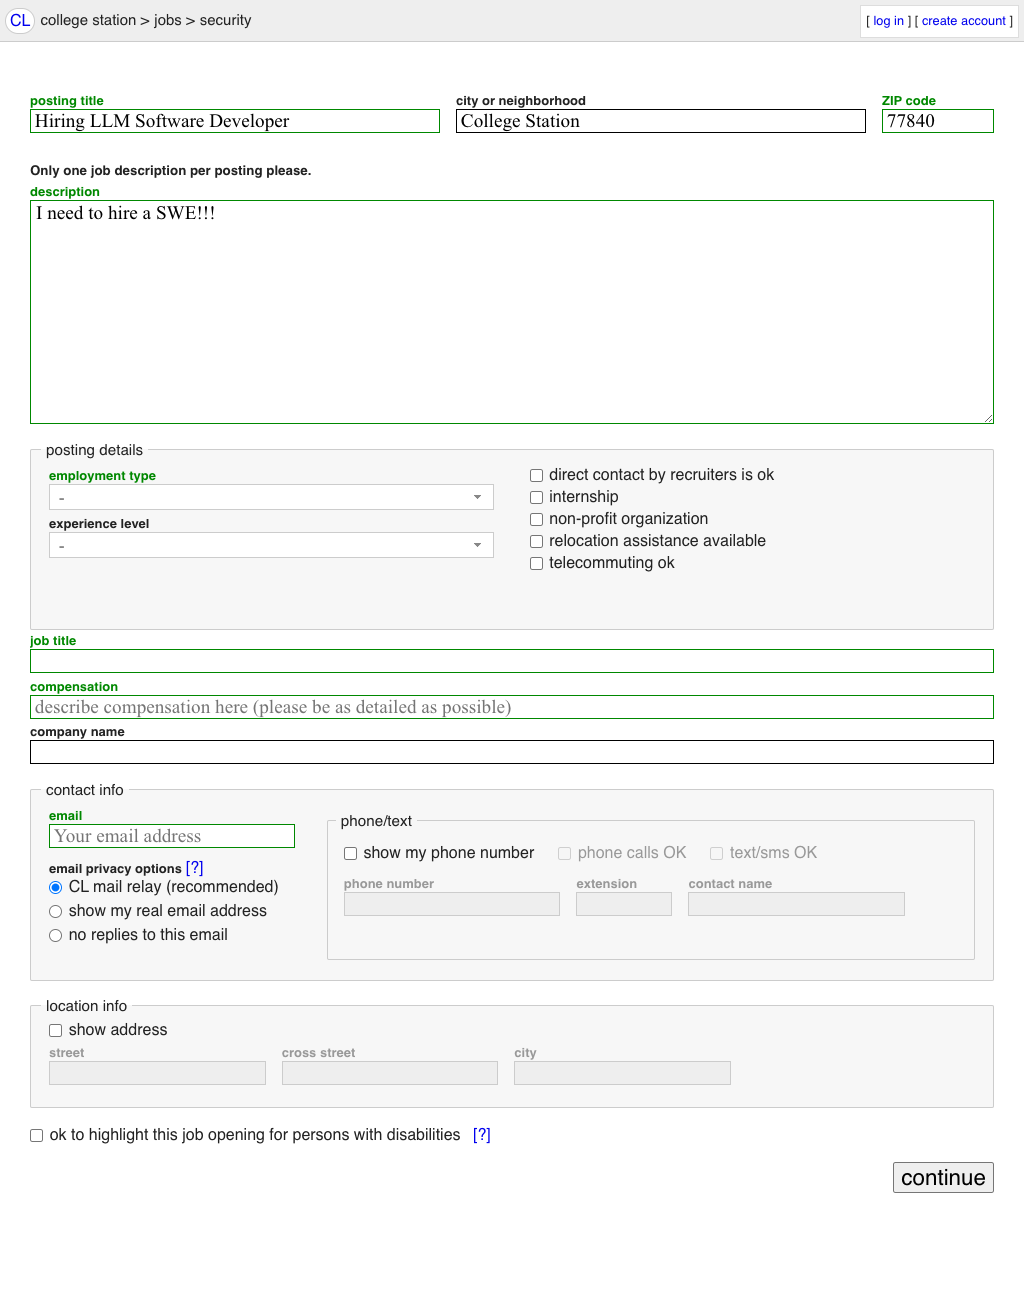 CL college station > jobs > security [ log in ] [ create account ]
posting title city or neighborhood ZIP code
Hiring LLM Software Developer College Station 77840
Only one job description per posting please.
description
I need to hire a SWE!!!
posting details
employment type
-
experience level
-
direct contact by recruiters is ok
internship
non-profit organization
relocation assistance available
telecommuting ok
job title
compensation
describe compensation here (please be as detailed as possible)
company name
contact info
email
Your email address
email privacy options [?]
CL mail relay (recommended)
show my real email address
no replies to this email
phone/text
show my phone number phone calls OK text/sms OK
phone number extension contact name
location info
show address
street cross street city
ok to highlight this job opening for persons with disabilities [?]
continue